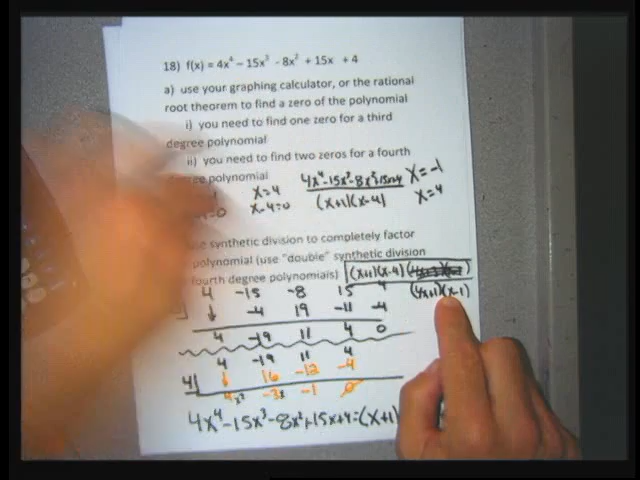 18) f(x) = 4x⁴ − 15x³ - 8x² + 15x + 4
a) use your graphing calculator, or the rational
root theorem to find a zero of the polynomial
i) you need to find one zero for a third
degree polynomial
ii) you need to find two zeros for a fourth
polynomial
x=4 4x⁴-15x³-8x²+15x+4 x=-1
=0 x-4=0 (x+1)(x-4) x=4
synthetic division to completely factor
polynomial (use "double" synthetic division
fourth degree polynomials) (x+1)(x-4)
(4x+1)(x-1)
4 -15 -8 15 4
↓ -4 19 -11 -4
4 -19 11 4 0
4 -19 11 4
4| ↓ 16 -12 -4
4x² -3x -1 0
4x⁴-15x³-8x²+15x+4=(x+1)